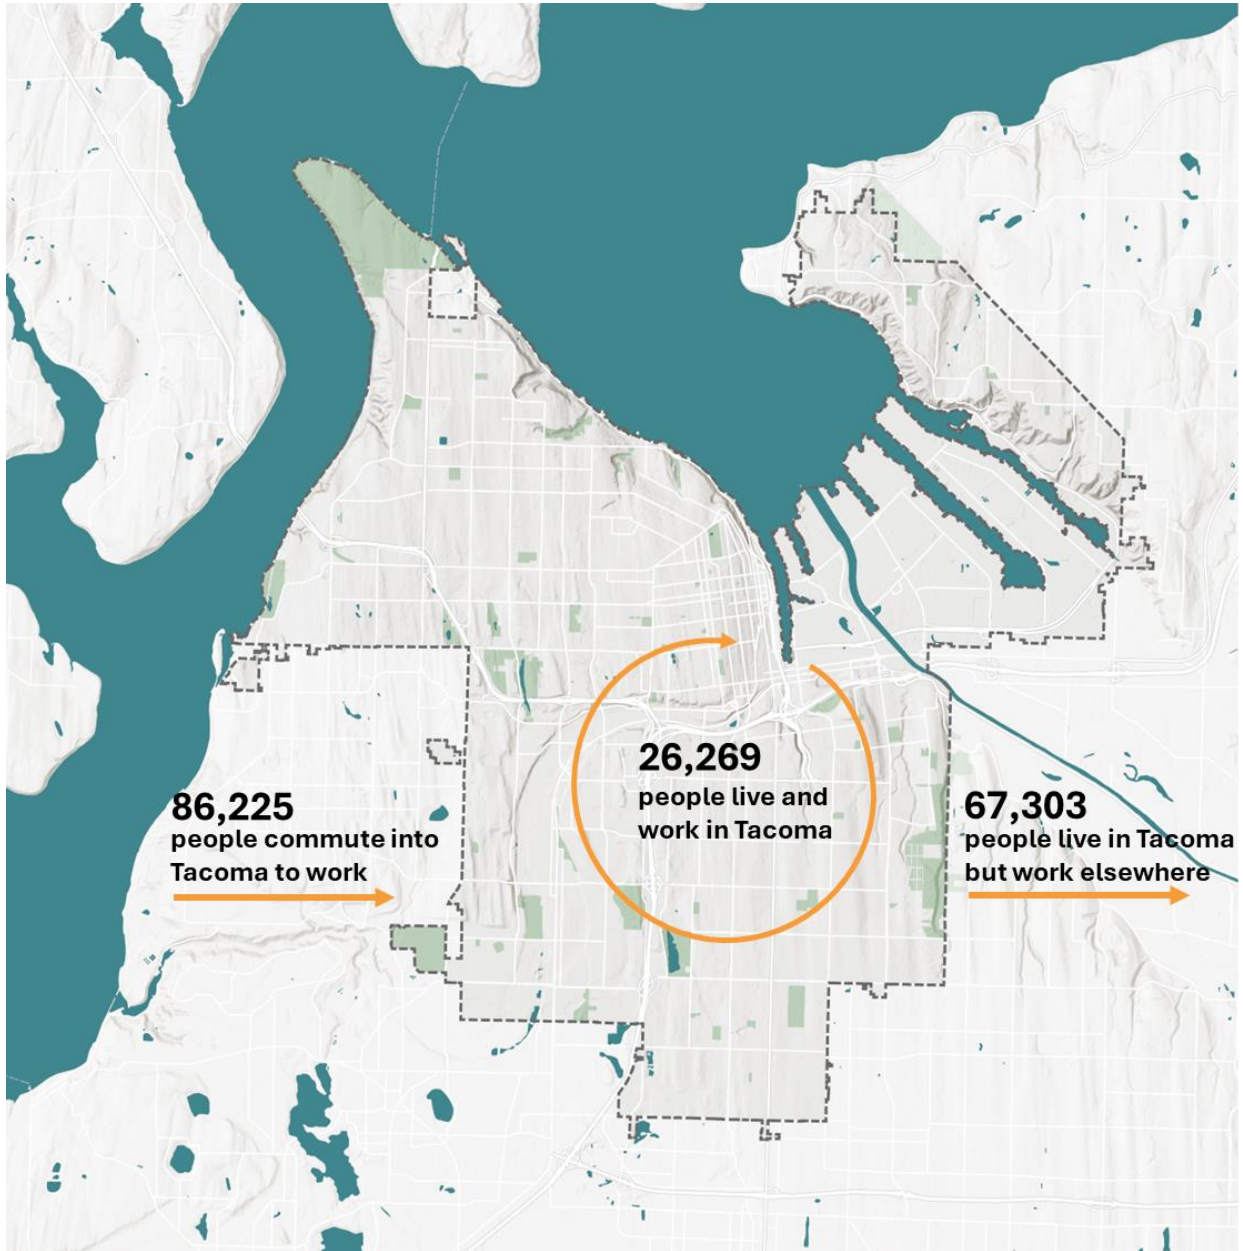 26,269
people live and
work in Tacoma
86,225
people commute into
Tacoma to work
67,303
people live in Tacoma
but work elsewhere